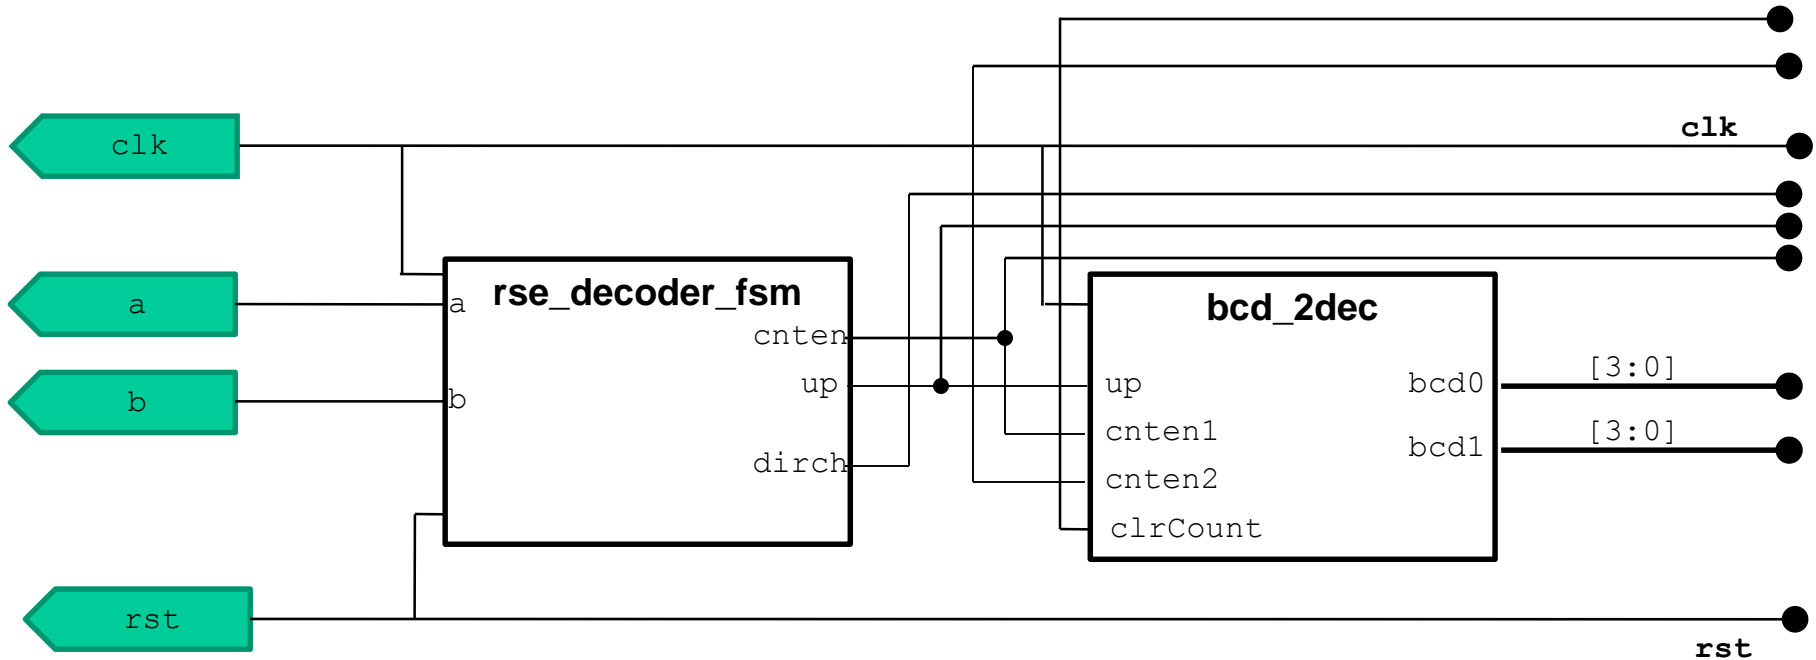 clk
clk
a
b
rst
rst
rse_decoder_fsm
a
b
cnten
up
dirch
bcd_2dec
up
cnten1
cnten2
clrCount
bcd0
bcd1
[3:0]
[3:0]